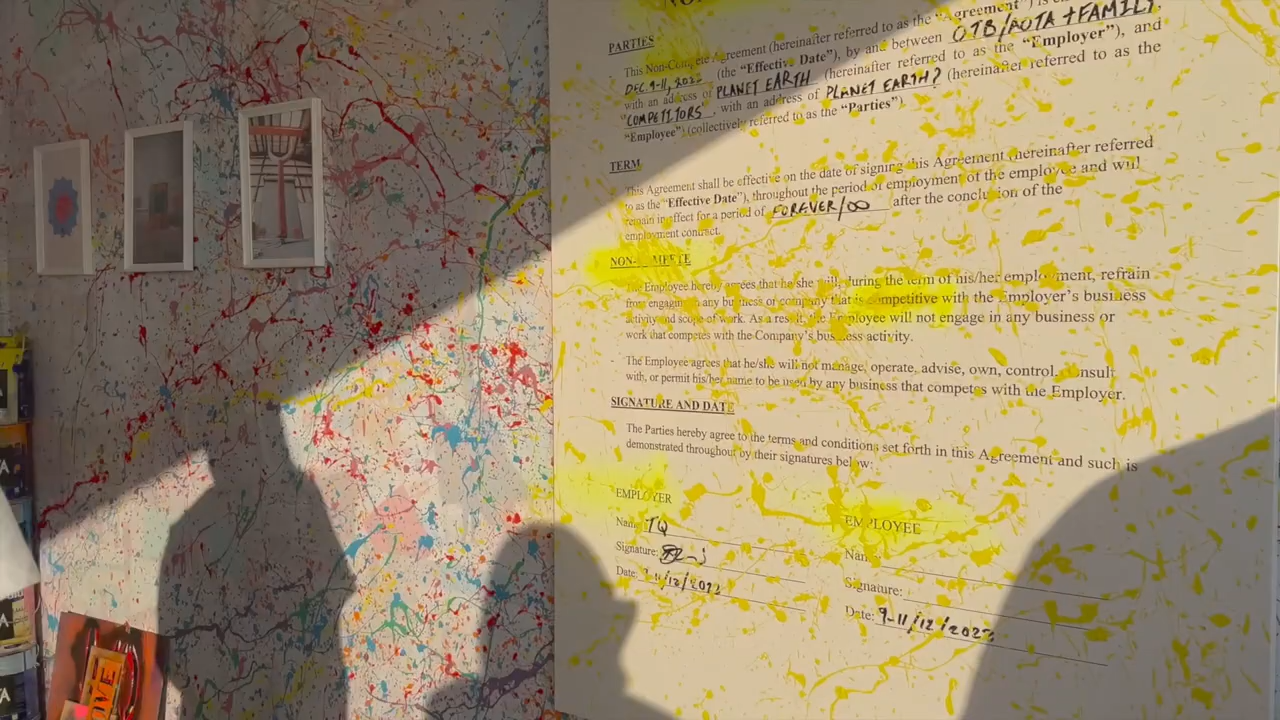 PARTIES
This Non-Compete Agreement (hereinafter referred to as the “Agreement”) is
DEC. 9-11, 202 (the “Effective Date”), by and between OTB/AOTA + FAMILY,
with an address of PLANET EARTH (hereinafter referred to as the “Employer”), and
"COMPETITORS", with an address of PLANET EARTH? (hereinafter referred to as the
“Employee”) (collectively referred to as the “Parties”).
TERM
This Agreement shall be effective on the date of signing this Agreement (hereinafter referred
to as the “Effective Date”), throughout the period of employment of the employee and will
remain in effect for a period of FOREVER/∞ after the conclusion of the
employment contract.
NON-COMPETE
- The Employee hereby agrees that he/she will, during the term of his/her employment, refrain
from engaging in any business or company that is competitive with the Employer’s business
activity and scope of work. As a result, the Employee will not engage in any business or
work that competes with the Company’s business activity.
- The Employee agrees that he/she will not manage, operate, advise, own, control, consult
with, or permit his/her name to be used by any business that competes with the Employer.
SIGNATURE AND DATE
The Parties hereby agree to the terms and conditions set forth in this Agreement and such is
demonstrated throughout by their signatures below:
EMPLOYER
Name: TQ
Signature:
Date: 9-11/12/2022
EMPLOYEE
Name:
Signature:
Date: 9-11/12/2022